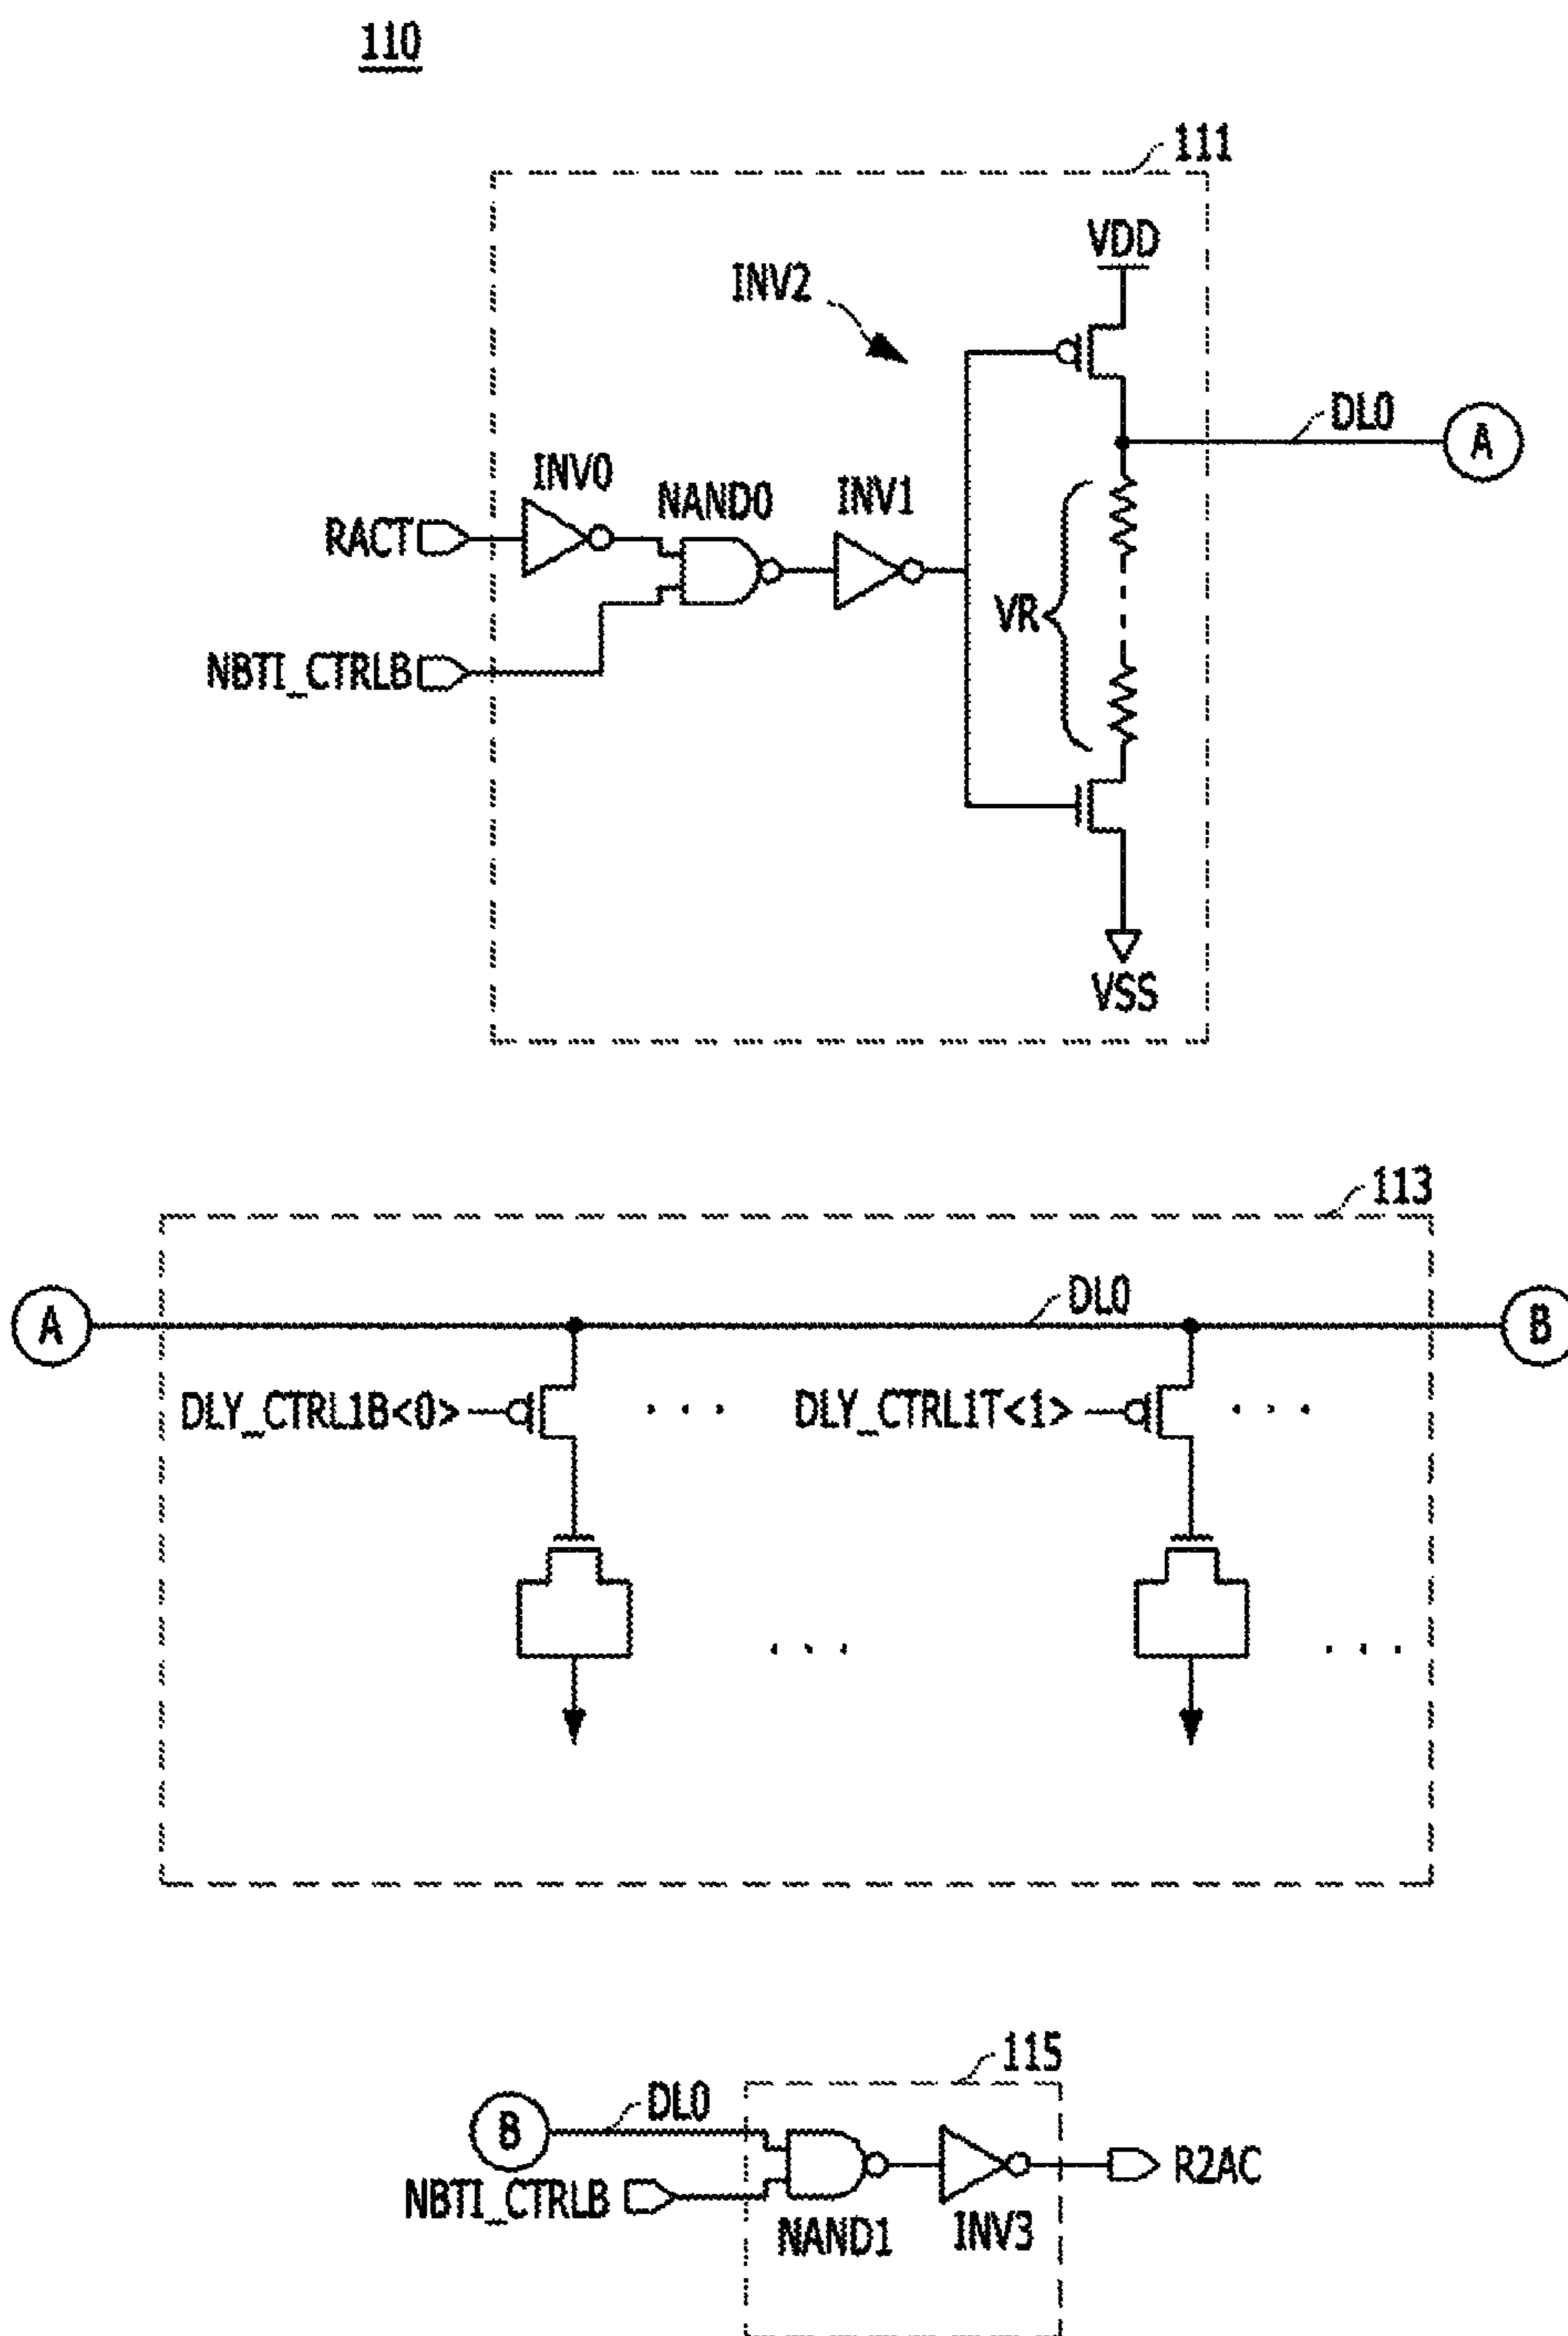 110
111
VDD
INV2
DL0
A
INV0
NAND0
INV1
RACT
VR
NBTI_CTRLB
VSS
113
A
DL0
B
DLY_CTRL1B<0>
DLY_CTRL1T<1>
115
B
DL0
NBTI_CTRLB
R2AC
NAND1
INV3